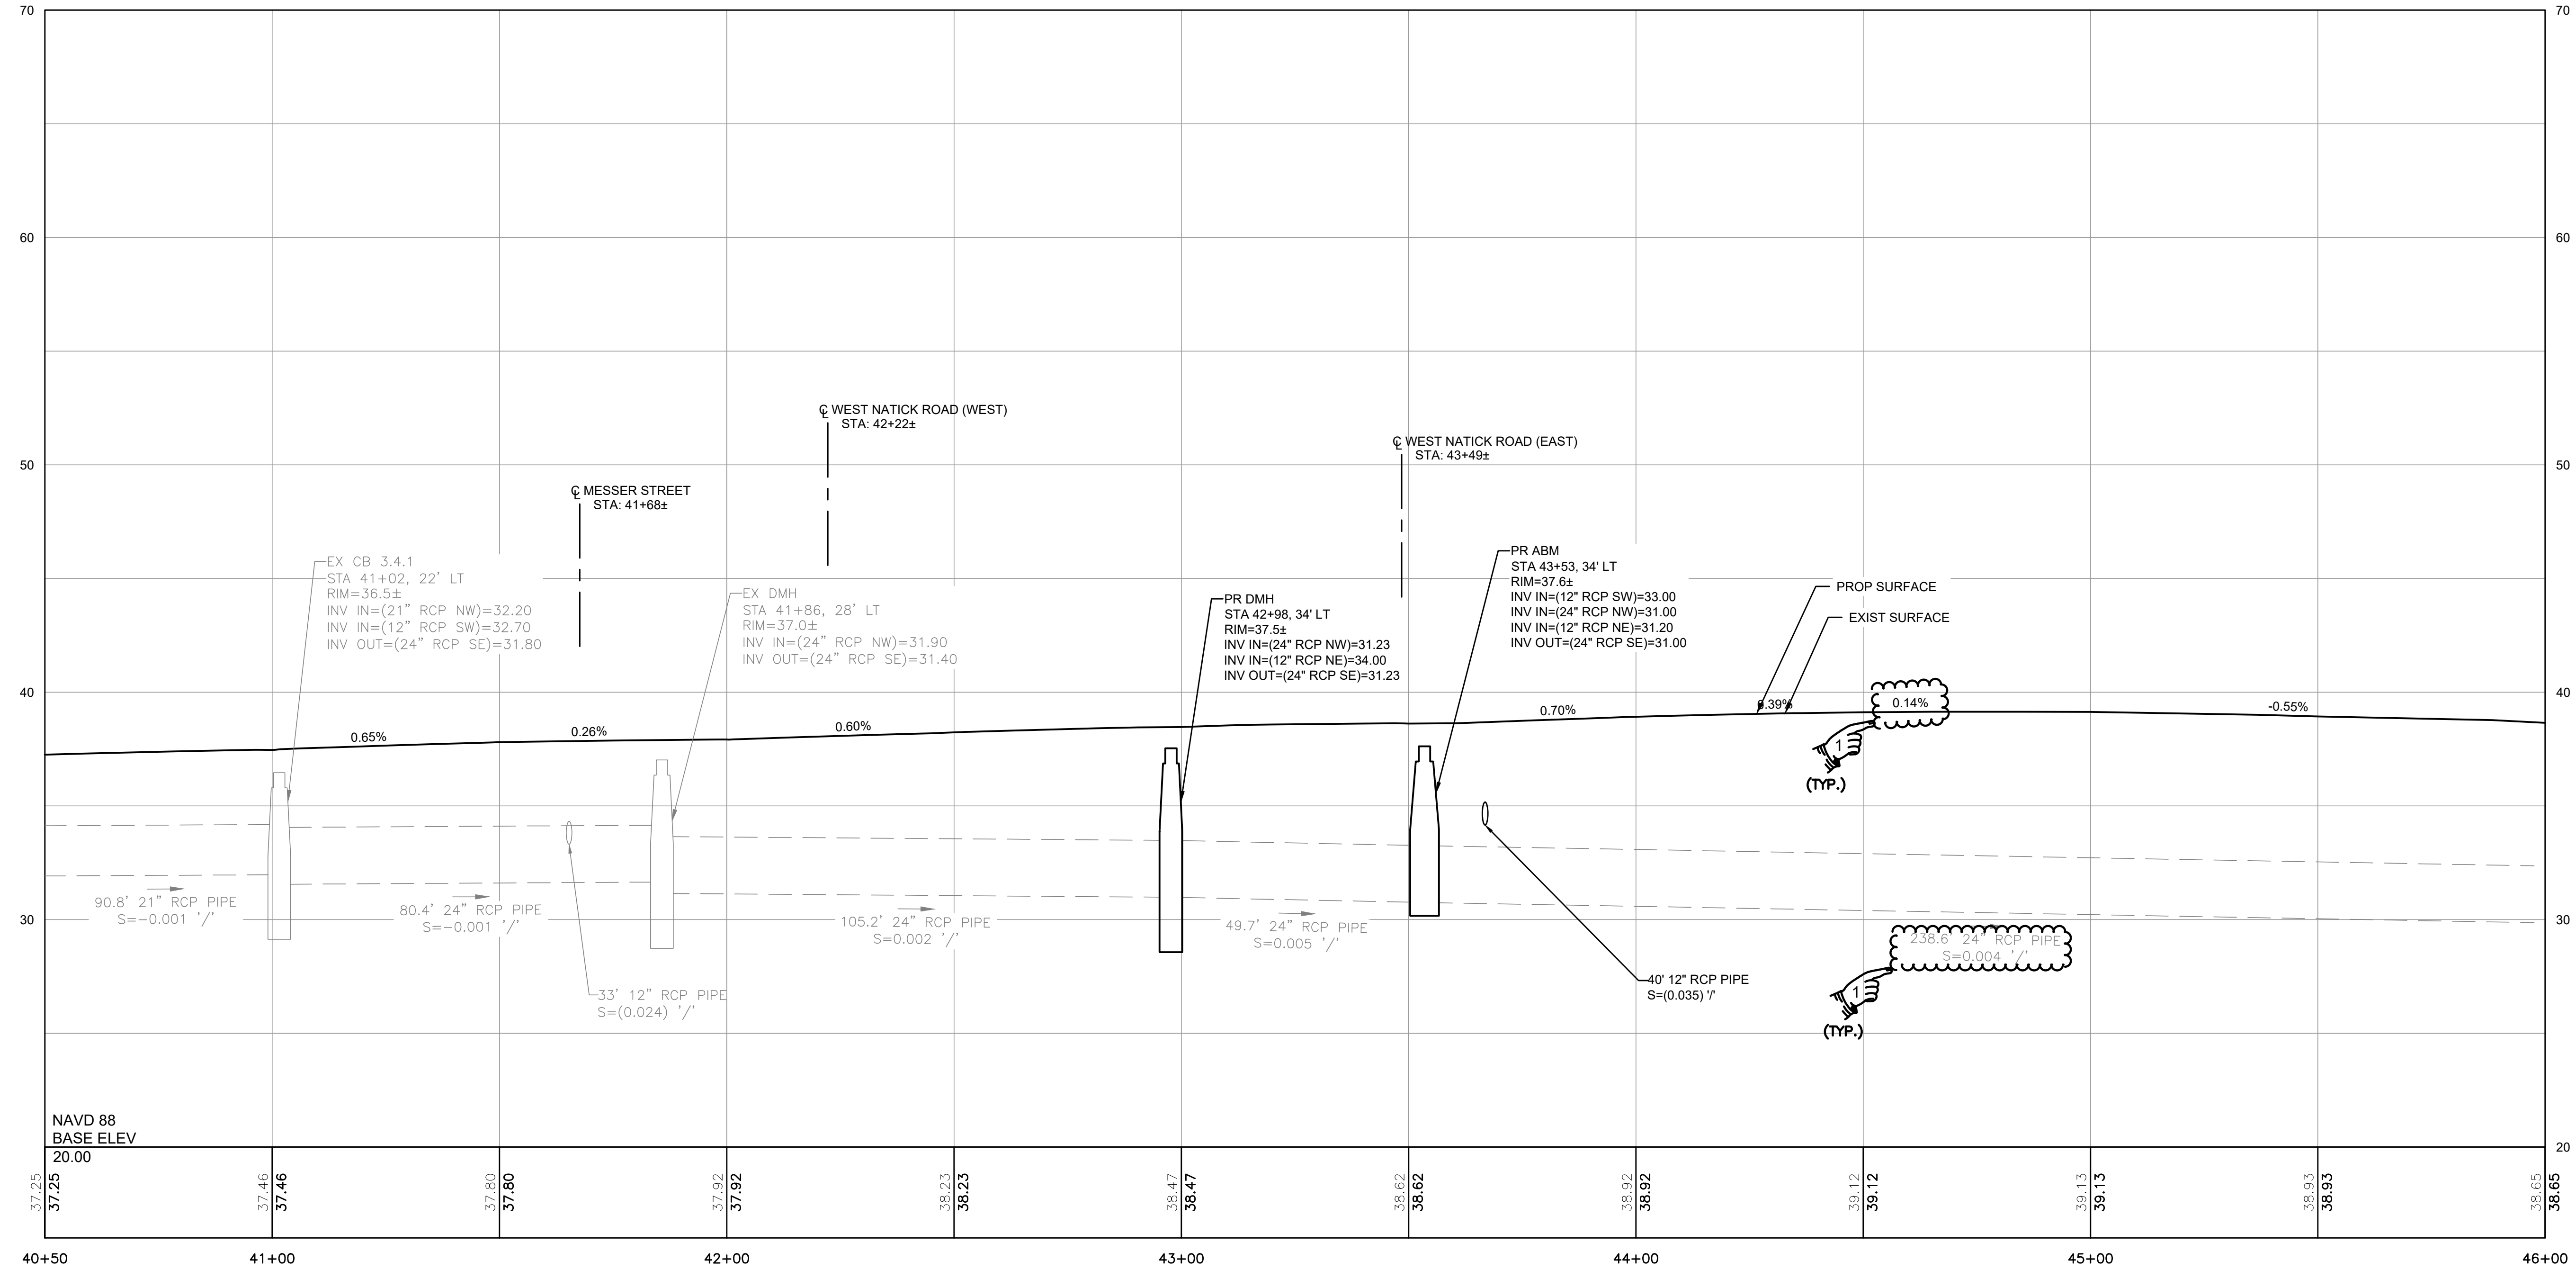 70
70
60
60
50
50
40
40
30
30
20
20
℄ WEST NATICK ROAD (WEST)
STA: 42+22±
℄ WEST NATICK ROAD (EAST)
STA: 43+49±
℄ MESSER STREET
STA: 41+68±
EX CB 3.4.1
STA 41+02, 22' LT
RIM=36.5±
INV IN=(21" RCP NW)=32.20
INV IN=(12" RCP SW)=32.70
INV OUT=(24" RCP SE)=31.80
EX DMH
STA 41+86, 28' LT
RIM=37.0±
INV IN=(24" RCP NW)=31.90
INV OUT=(24" RCP SE)=31.40
PR DMH
STA 42+98, 34' LT
RIM=37.5±
INV IN=(24" RCP NW)=31.23
INV IN=(12" RCP NE)=34.00
INV OUT=(24" RCP SE)=31.23
PR ABM
STA 43+53, 34' LT
RIM=37.6±
INV IN=(12" RCP SW)=33.00
INV IN=(24" RCP NW)=31.00
INV IN=(12" RCP NE)=31.20
INV OUT=(24" RCP SE)=31.00
PROP SURFACE
EXIST SURFACE
0.65%
0.26%
0.60%
0.70%
0.39%
0.14%
-0.55%
1
(TYP.)
90.8' 21" RCP PIPE
S=-0.001 '/'
80.4' 24" RCP PIPE
S=-0.001 '/'
105.2' 24" RCP PIPE
S=0.002 '/'
49.7' 24" RCP PIPE
S=0.005 '/'
238.6' 24" RCP PIPE
S=0.004 '/'
1
(TYP.)
33' 12" RCP PIPE
S=(0.024) '/'
40' 12" RCP PIPE
S=(0.035) '/'
NAVD 88
BASE ELEV
20.00
37.25
37.25
37.46
37.46
37.80
37.80
37.92
37.92
38.23
38.23
38.47
38.47
38.62
38.62
38.92
38.92
39.12
39.12
39.13
39.13
38.93
38.93
38.65
38.65
40+50
41+00
42+00
43+00
44+00
45+00
46+00